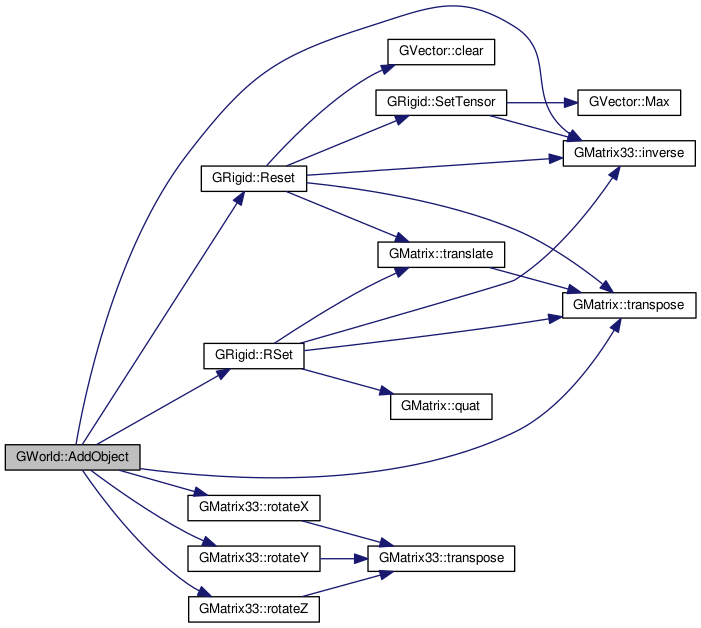 GVector::clear
GRigid::SetTensor
GVector::Max
GMatrix33::inverse
GRigid::Reset
GMatrix::translate
GMatrix::transpose
GRigid::RSet
GMatrix::quat
GWorld::AddObject
GMatrix33::rotateX
GMatrix33::rotateY
GMatrix33::transpose
GMatrix33::rotateZ